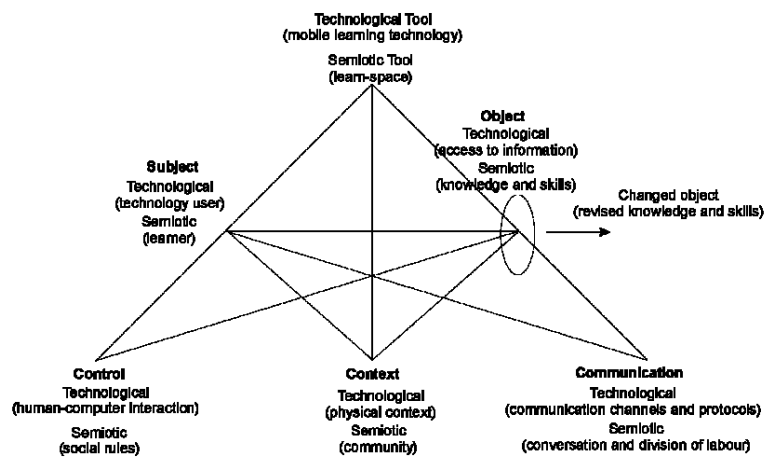 Technological Tool
(mobile learning technology)
Semiotic Tool
(learn-space)
Object
Technological
(access to information)
Semiotic
(knowledge and skills)
Subject
Technological
(technology user)
Semiotic
(learner)
Changed object
(revised knowledge and skills)
Control
Technological
(human-computer interaction)
Semiotic
(social rules)
Context
Technological
(physical context)
Semiotic
(community)
Communication
Technological
(communication channels and protocols)
Semiotic
(conversation and division of labour)